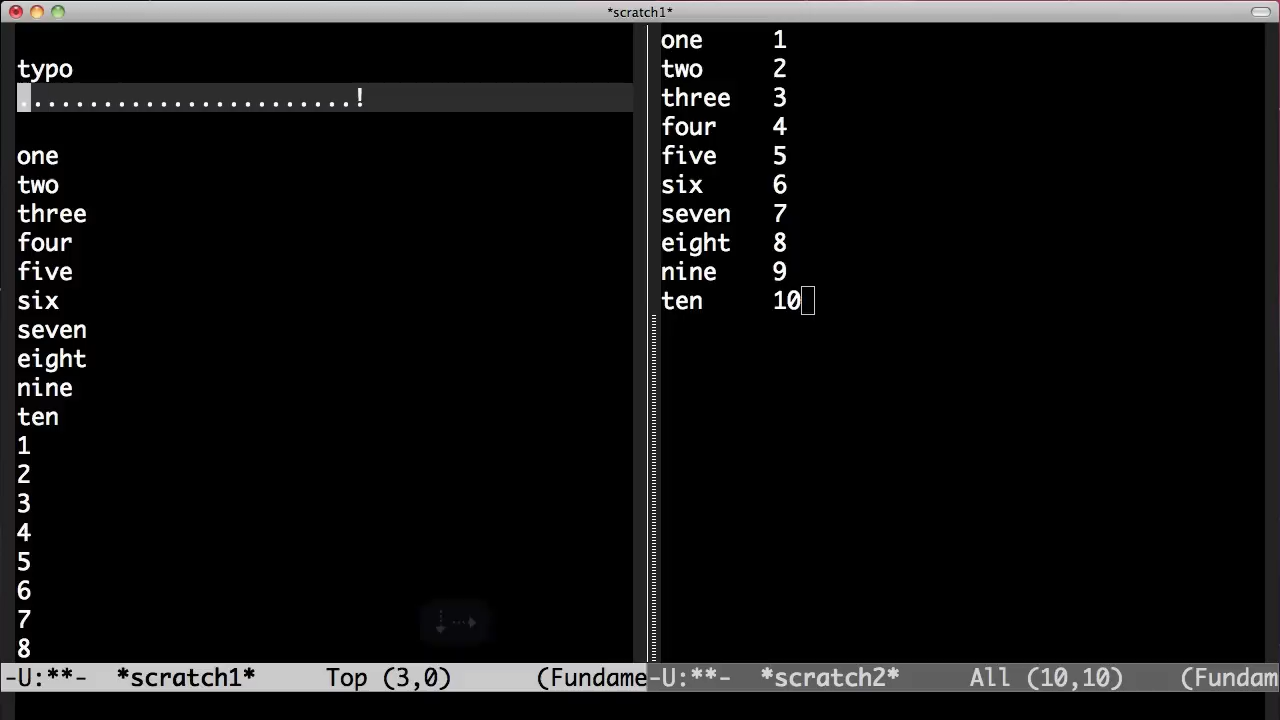 *scratch1*
typo
........................!
one
two
three
four
five
six
seven
eight
nine
ten
1
2
3
4
5
6
7
8
-U:**- *scratch1* Top (3,0) (Fundame
one 1
two 2
three 3
four 4
five 5
six 6
seven 7
eight 8
nine 9
ten 10
-U:**- *scratch2* All (10,10) (Fundam